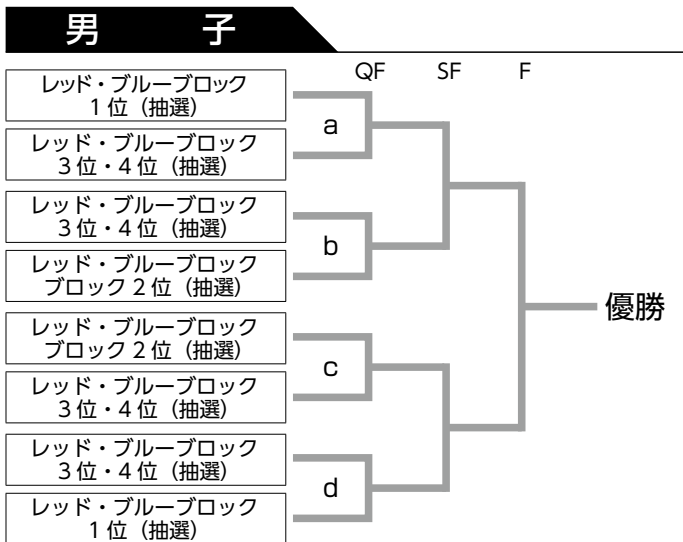 男 子
QF SF F
レッド・ブルーブロック
1位（抽選）
a
レッド・ブルーブロック
3位・4位（抽選）
レッド・ブルーブロック
3位・4位（抽選）
b
レッド・ブルーブロック
ブロック2位（抽選）
優勝
レッド・ブルーブロック
ブロック2位（抽選）
c
レッド・ブルーブロック
3位・4位（抽選）
レッド・ブルーブロック
3位・4位（抽選）
d
レッド・ブルーブロック
1位（抽選）